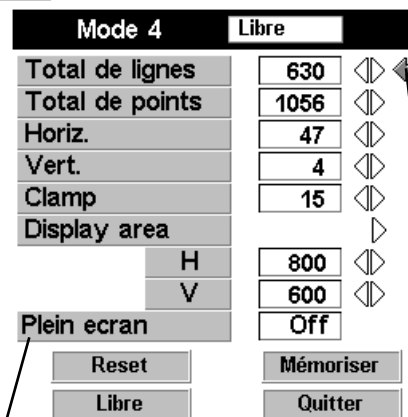 Mode 4 Libre
Total de lignes 630
Total de points 1056
Horiz. 47
Vert. 4
Clamp 15
Display area
H 800
V 600
Plein ecran Off
Reset Mémoriser
Libre Quitter